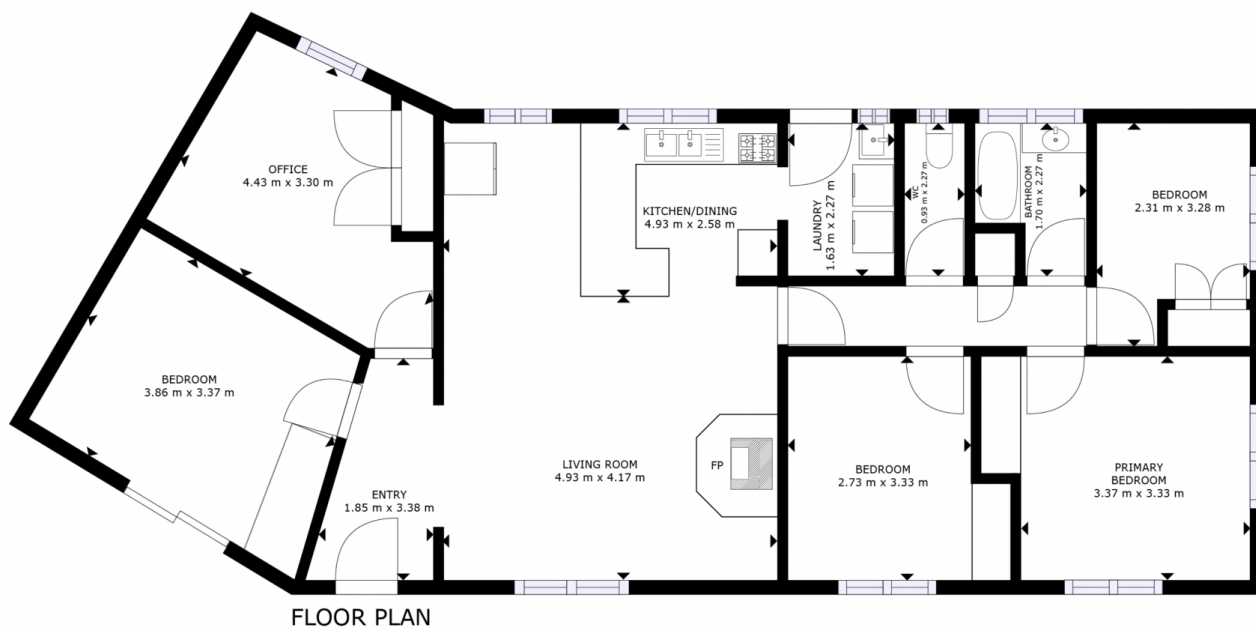 OFFICE
4.43 m x 3.30 m
KITCHEN/DINING
4.93 m x 2.58 m
LAUNDRY
1.63 m x 2.27 m
WC
0.93 m x 2.27 m
BATHROOM
1.70 m x 2.27 m
BEDROOM
2.31 m x 3.28 m
BEDROOM
3.86 m x 3.37 m
ENTRY
1.85 m x 3.38 m
LIVING ROOM
4.93 m x 4.17 m
FP
BEDROOM
2.73 m x 3.33 m
PRIMARY
BEDROOM
3.37 m x 3.33 m
FLOOR PLAN